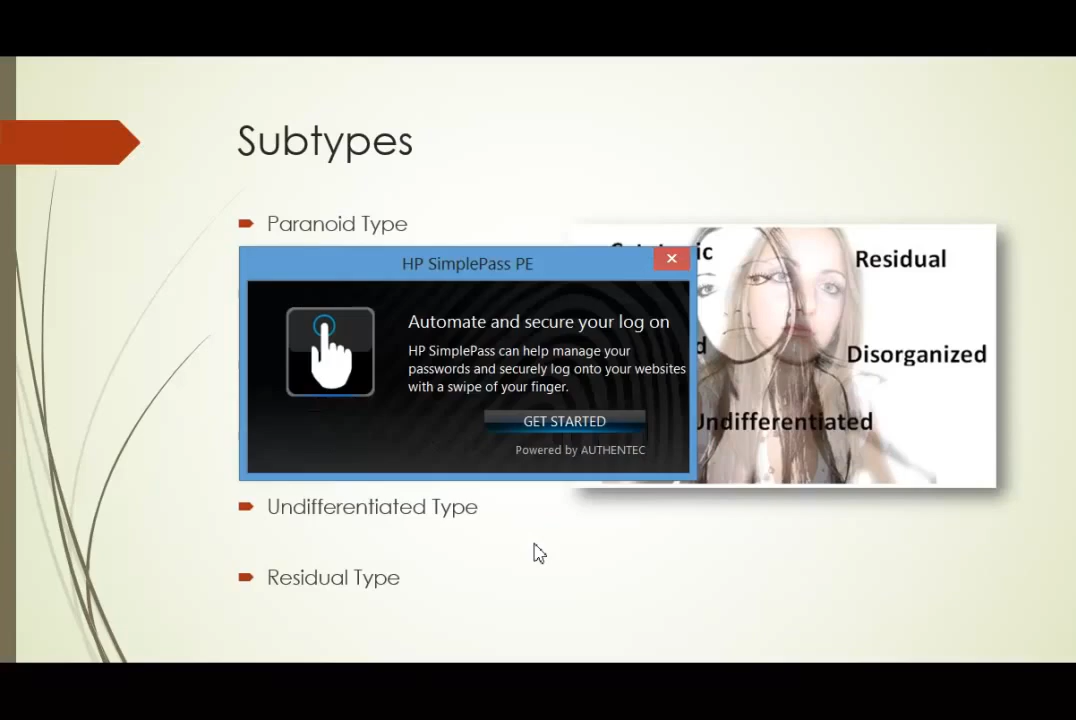 Subtypes
Paranoid Type
HP SimplePass PE
Automate and secure your log on
HP SimplePass can help manage your
passwords and securely log onto your websites
with a swipe of your finger.
GET STARTED
Powered by AUTHENTEC
Residual
Disorganized
Undifferentiated
Undifferentiated Type
Residual Type